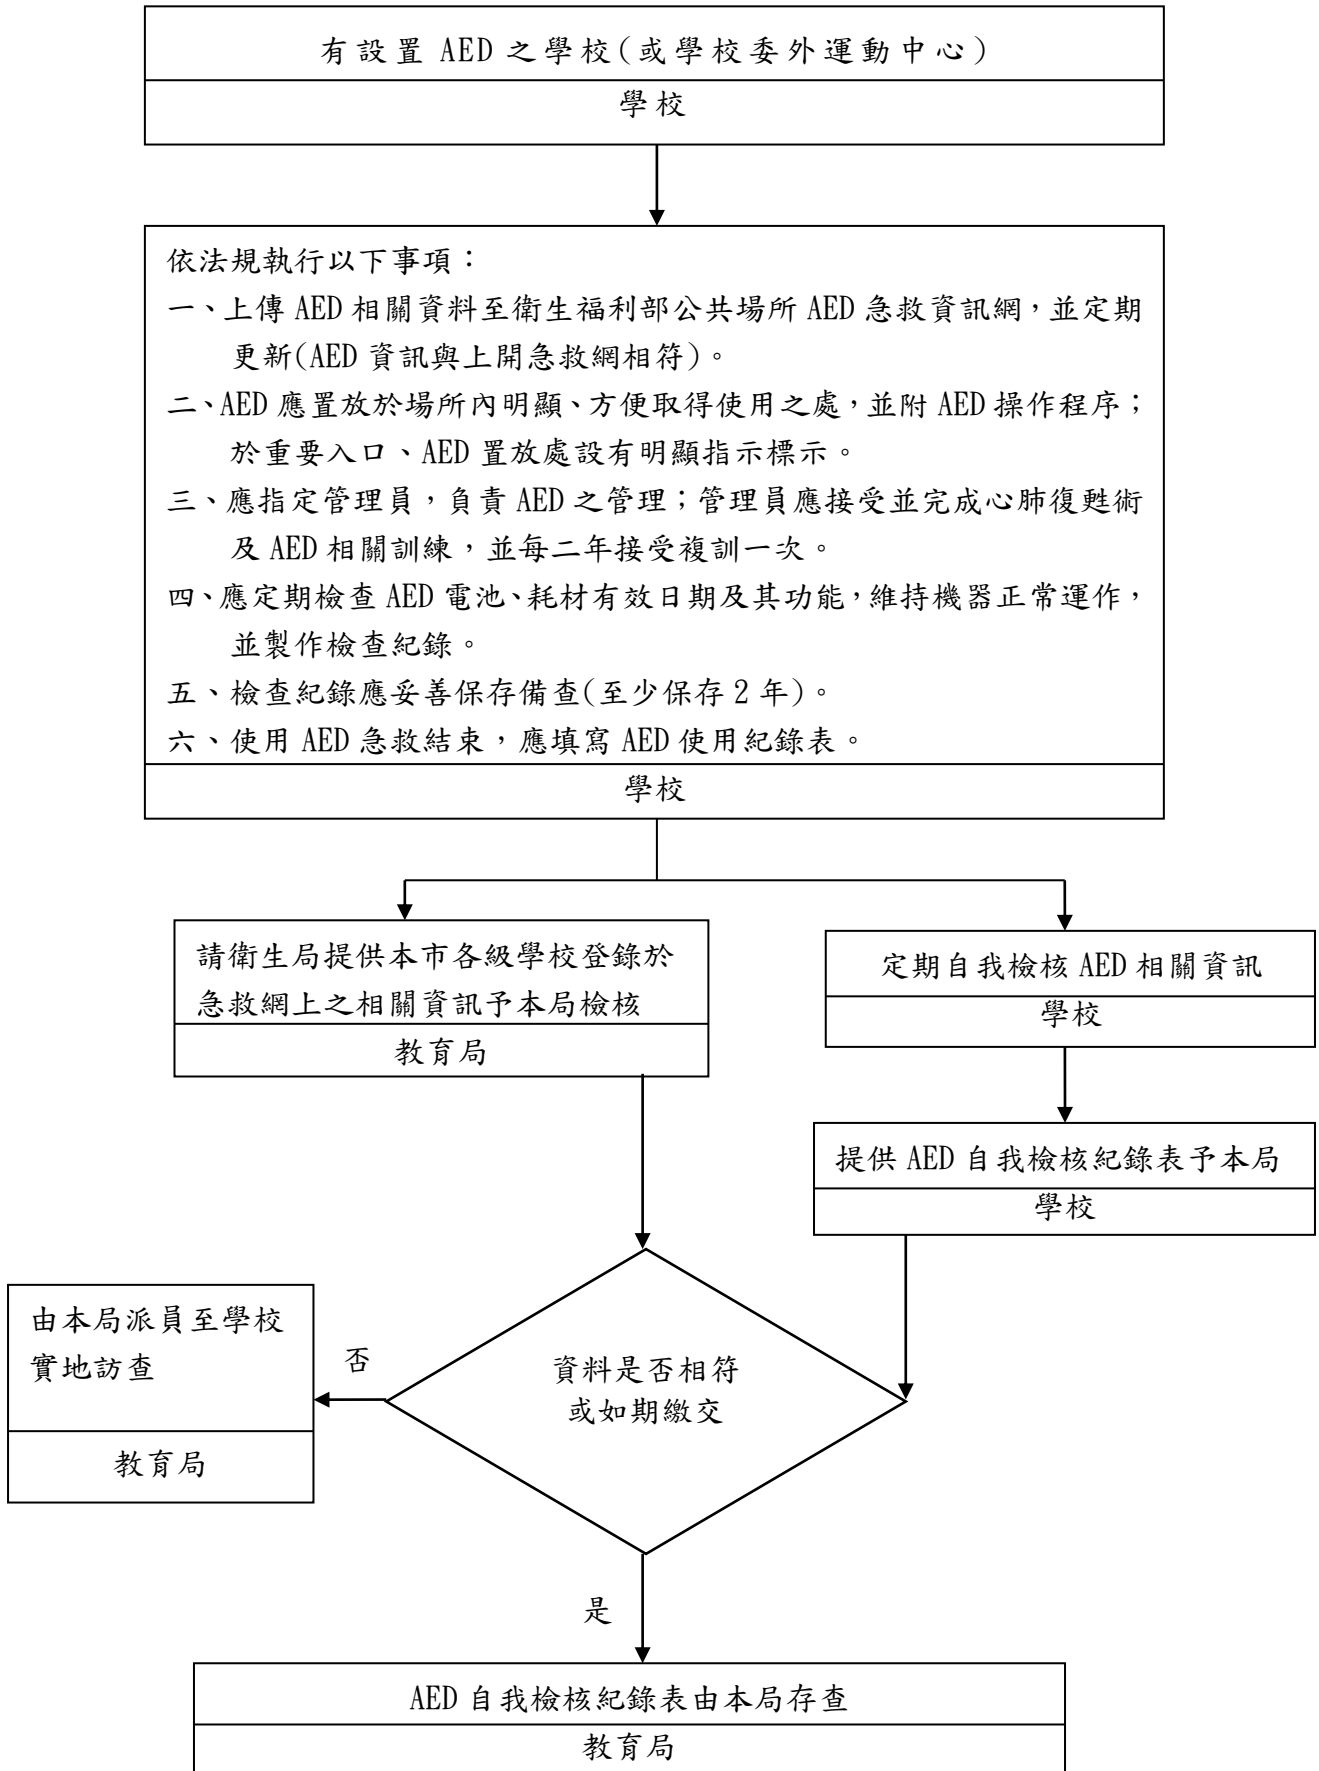 有設置 AED 之學校(或學校委外運動中心)
學校
依法規執行以下事項：
一、上傳 AED 相關資料至衛生福利部公共場所 AED 急救資訊網，並定期
更新(AED 資訊與上開急救網相符)。
二、AED 應置放於場所內明顯、方便取得使用之處，並附 AED 操作程序；
於重要入口、AED 置放處設有明顯指示標示。
三、應指定管理員，負責 AED 之管理；管理員應接受並完成心肺復甦術
及 AED 相關訓練，並每二年接受複訓一次。
四、應定期檢查 AED 電池、耗材有效日期及其功能，維持機器正常運作，
並製作檢查紀錄。
五、檢查紀錄應妥善保存備查(至少保存 2 年)。
六、使用 AED 急救結束，應填寫 AED 使用紀錄表。
學校
請衛生局提供本市各級學校登錄於
急救網上之相關資訊予本局檢核
教育局
定期自我檢核 AED 相關資訊
學校
提供 AED 自我檢核紀錄表予本局
學校
資料是否相符
或如期繳交
否
由本局派員至學校
實地訪查
教育局
是
AED 自我檢核紀錄表由本局存查
教育局